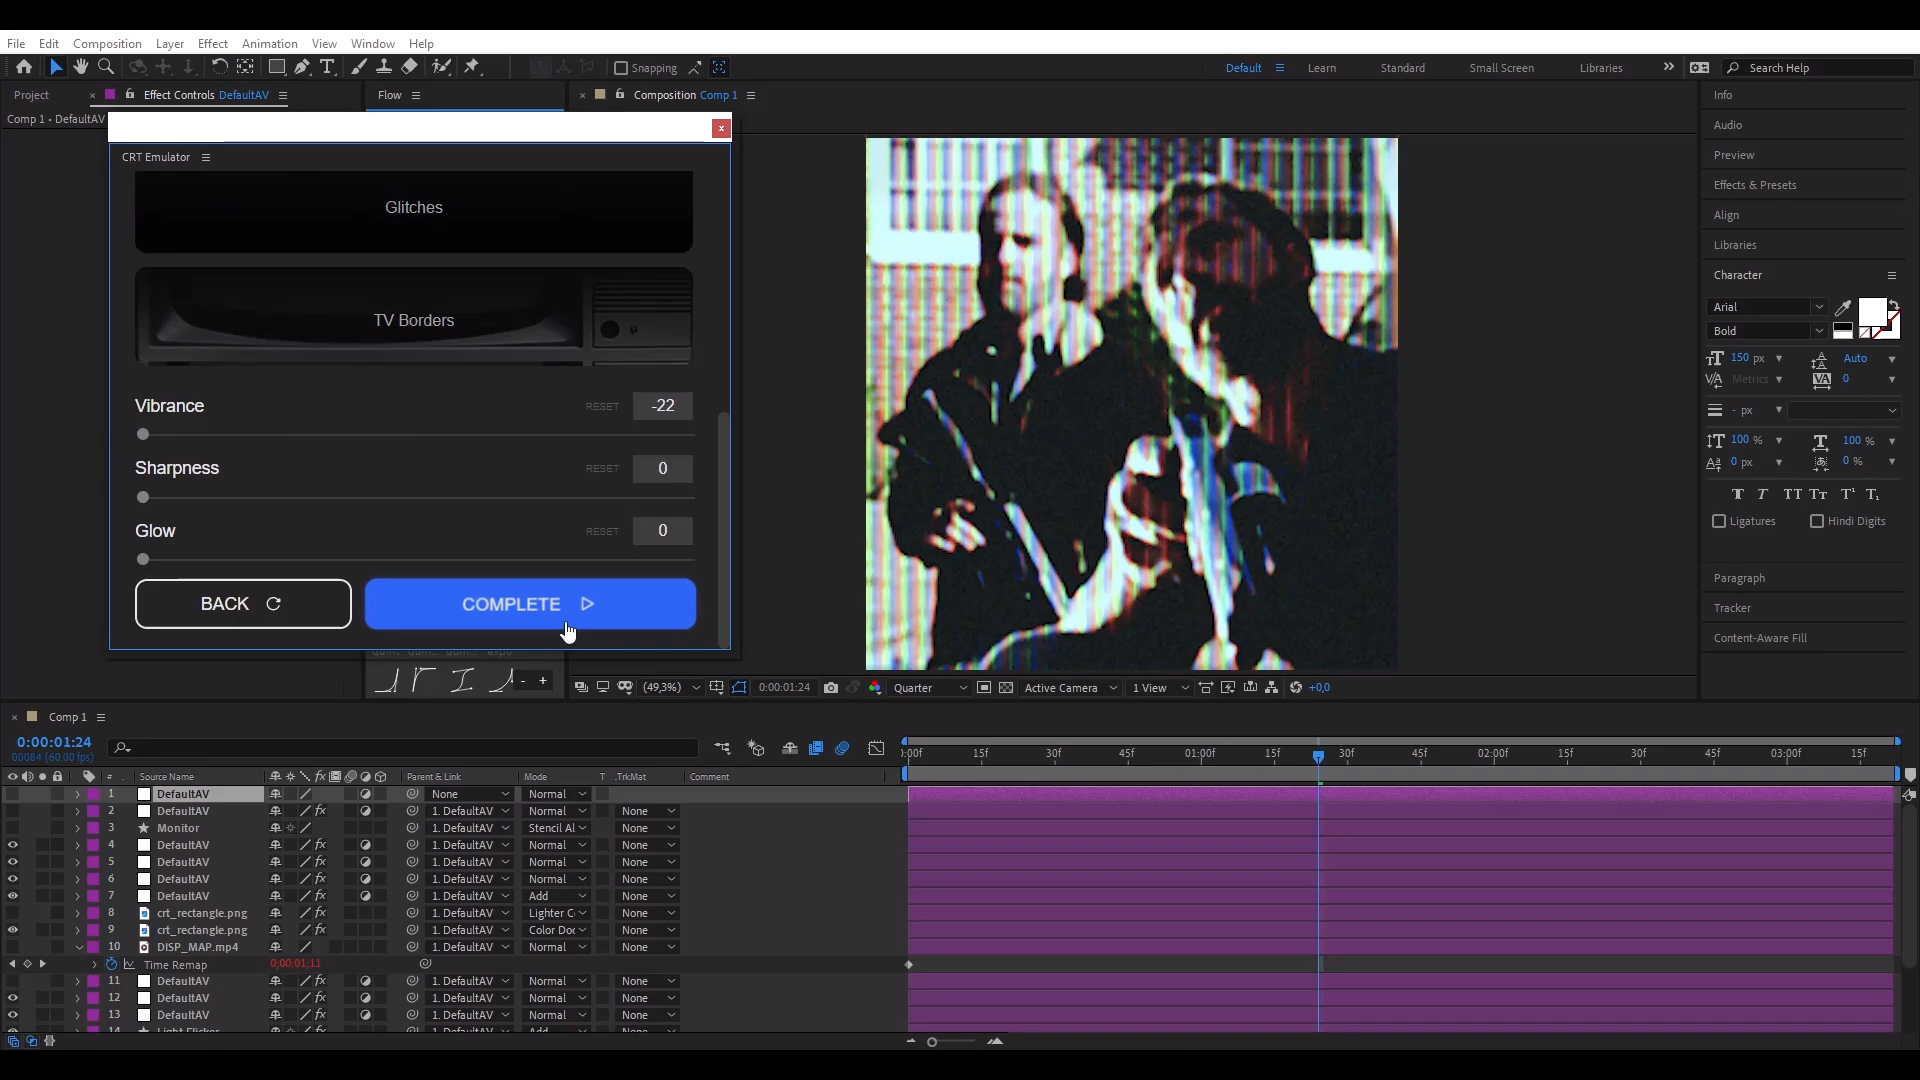 File Edit Composition Layer Effect Animation View Window Help
Snapping Default Learn Standard Small Screen Libraries Search Help
Project × Effect Controls DefaultAV Flow × Composition Comp 1
Comp 1 • DefaultAV
x
CRT Emulator
Glitches
TV Borders
Vibrance RESET -22
Sharpness RESET 0
Glow RESET 0
BACK COMPLETE
- +
(49,3%) 0:00:01:24 Quarter Active Camera 1 View +0,0
Info
Audio
Preview
Effects & Presets
Align
Libraries
Character
Arial
Bold
150 px Auto
Metrics 0
- px
100 % 100 %
0 px 0 %
T T TT Tt T¹ T₁
Ligatures Hindi Digits
Paragraph
Tracker
Content-Aware Fill
× Comp 1
0:00:01:24
00084 (60.00 fps)
:00f 15f 30f 45f 01:00f 15f 30f 45f 02:00f 15f 30f 45f 03:00f 15f
# Source Name Parent & Link Mode T .TrkMat Comment
1 DefaultAV None Normal
2 DefaultAV 1. DefaultAV Normal None
3 Monitor 1. DefaultAV Stencil Al None
4 DefaultAV 1. DefaultAV Normal None
5 DefaultAV 1. DefaultAV Normal None
6 DefaultAV 1. DefaultAV Normal None
7 DefaultAV 1. DefaultAV Add None
8 crt_rectangle.png 1. DefaultAV Lighter C None
9 crt_rectangle.png 1. DefaultAV Color Doc None
10 DISP_MAP.mp4 1. DefaultAV Normal None
Time Remap 0;00;01;11
11 DefaultAV 1. DefaultAV Normal None
12 DefaultAV 1. DefaultAV Normal None
13 DefaultAV 1. DefaultAV Normal None
14 Light Flicker 1. DefaultAV Add None